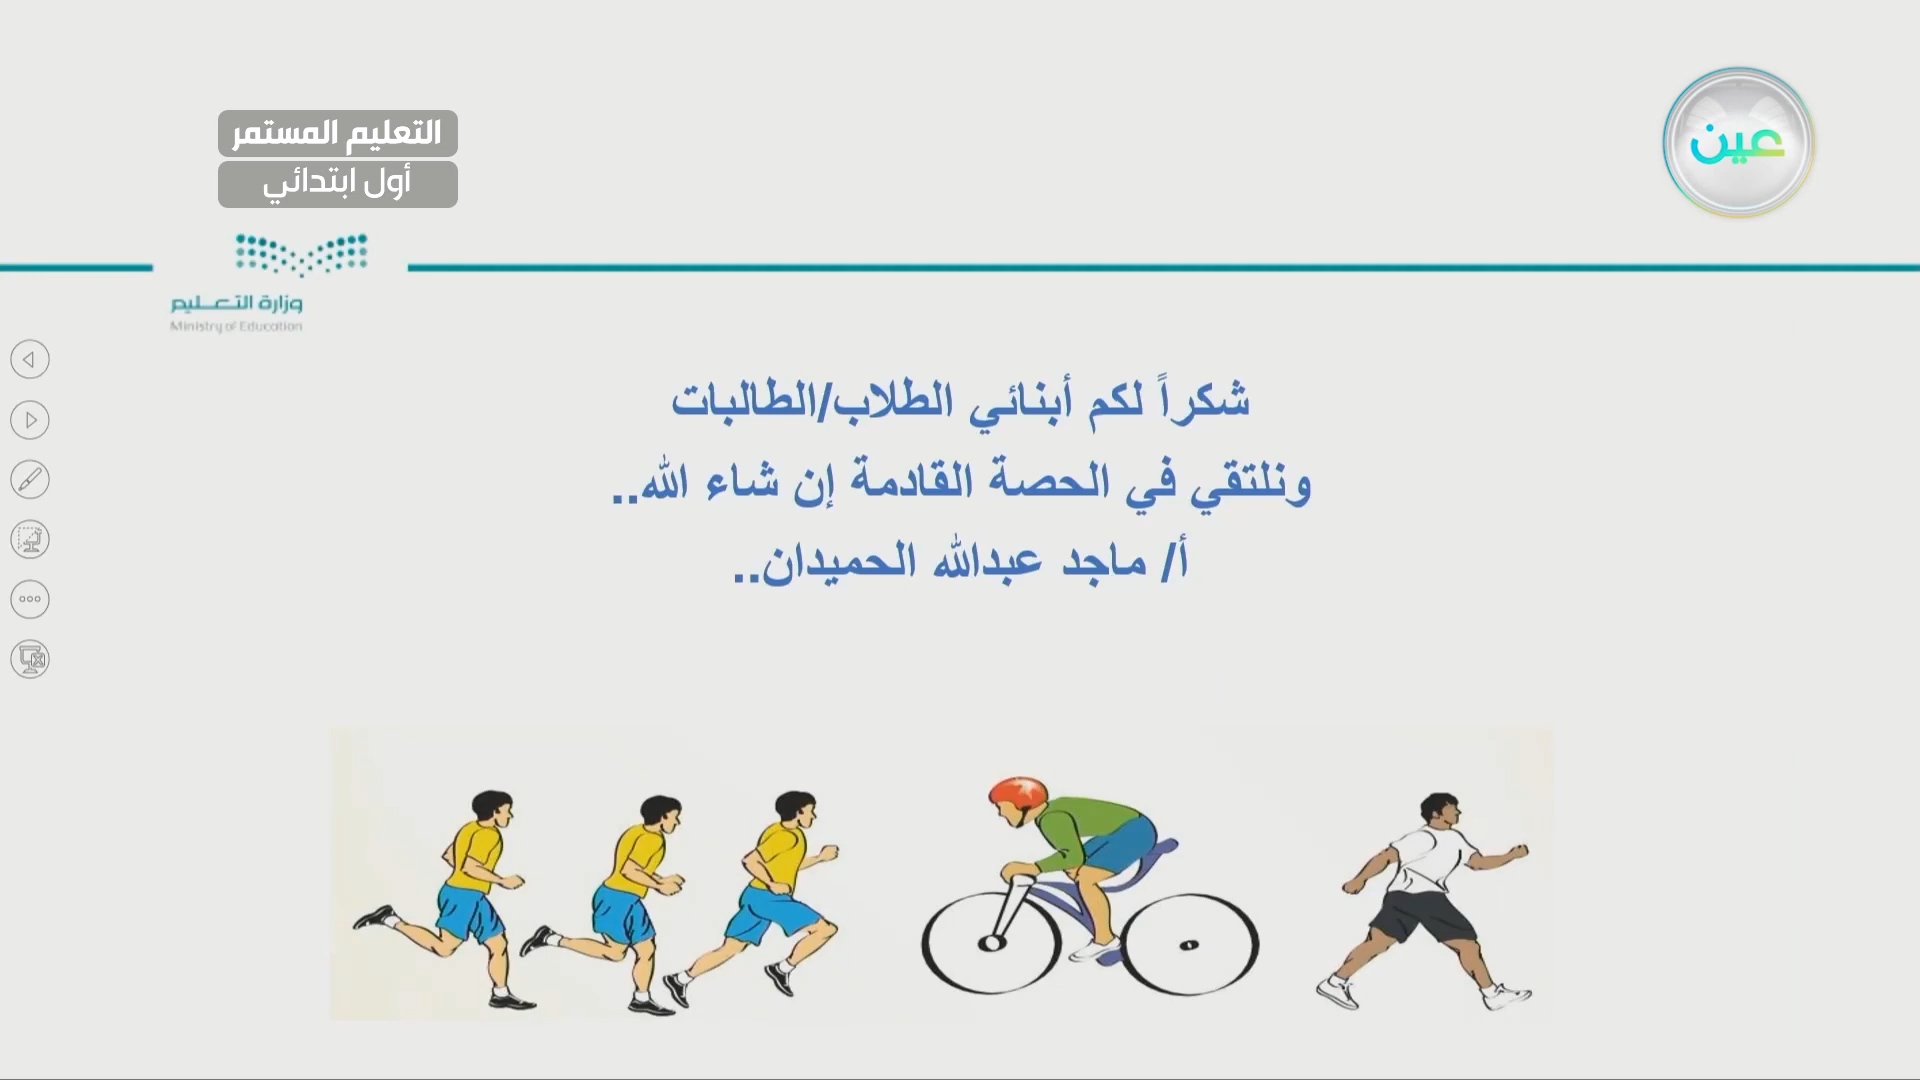 التعليم المستمر
أول ابتدائي
عين
وزارة التعليم
Ministry of Education
شكراً لكم أبنائي الطلاب/الطالبات
ونلتقي في الحصة القادمة إن شاء الله..
أ/ ماجد عبدالله الحميدان..